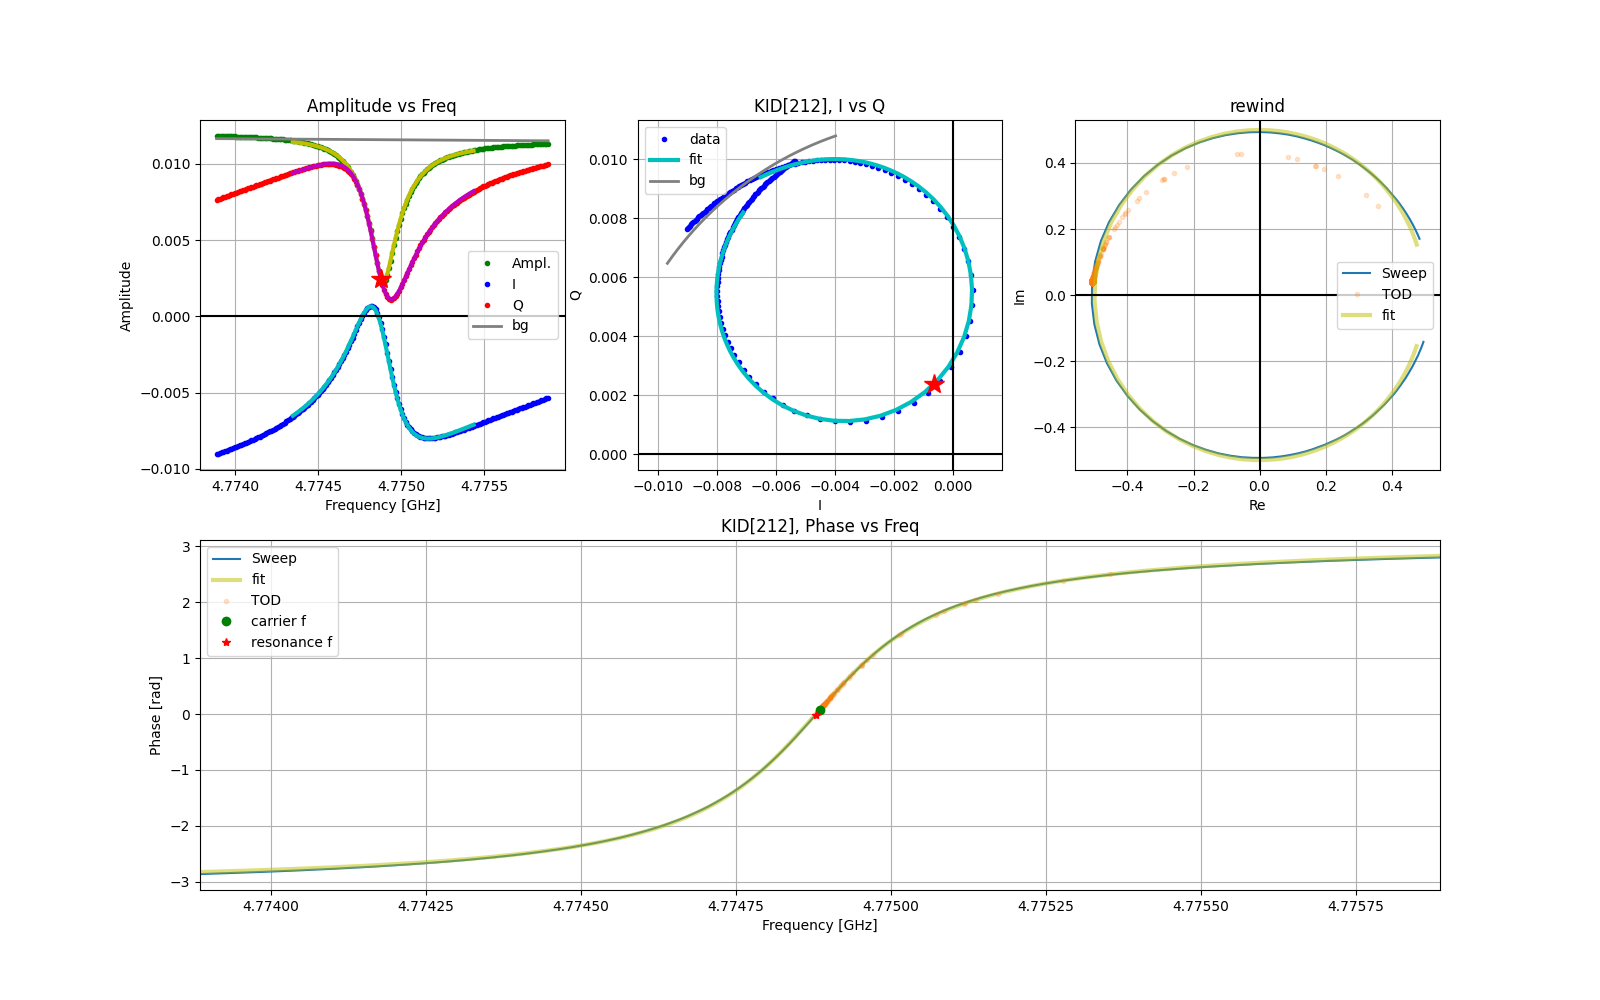 Amplitude vs Freq
Amplitude
0.010
0.005
0.000
−0.005
−0.010
Ampl.
I
Q
bg
4.7740
4.7745
4.7750
4.7755
Frequency [GHz]
KID[212], I vs Q
Q
0.010
0.008
0.006
0.004
0.002
0.000
data
fit
bg
−0.010
−0.008
−0.006
−0.004
−0.002
0.000
I
rewind
Im
0.4
0.2
0.0
−0.2
−0.4
Sweep
TOD
fit
−0.4
−0.2
0.0
0.2
0.4
Re
KID[212], Phase vs Freq
Phase [rad]
3
2
1
0
−1
−2
−3
Sweep
fit
TOD
carrier f
resonance f
4.77400
4.77425
4.77450
4.77475
4.77500
4.77525
4.77550
4.77575
Frequency [GHz]